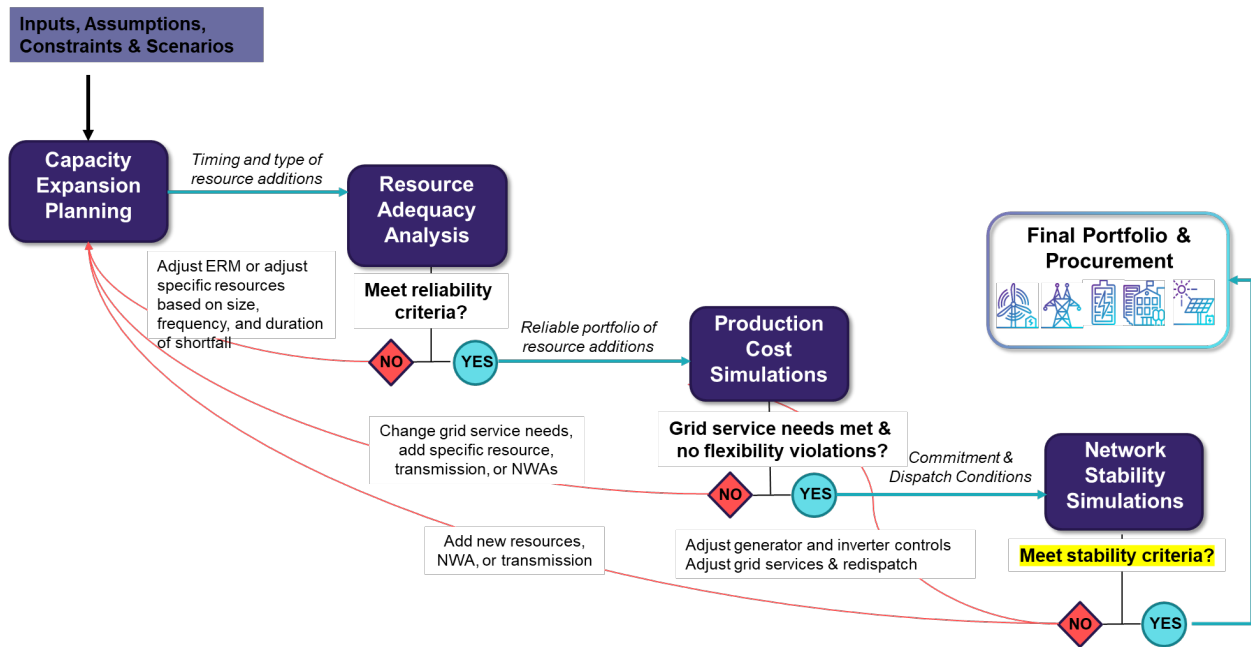 Inputs, Assumptions,
Constraints & Scenarios
Capacity
Expansion
Planning
Timing and type of
resource additions
Resource
Adequacy
Analysis
Adjust ERM or adjust
specific resources
based on size,
frequency, and duration
of shortfall
Meet reliability
criteria?
NO
YES
Reliable portfolio of
resource additions
Production
Cost
Simulations
Final Portfolio &
Procurement
Change grid service needs,
add specific resource,
transmission, or NWAs
Grid service needs met &
no flexibility violations?
NO
YES
Commitment &
Dispatch Conditions
Network
Stability
Simulations
Add new resources,
NWA, or transmission
Adjust generator and inverter controls
Adjust grid services & redispatch
Meet stability criteria?
NO
YES